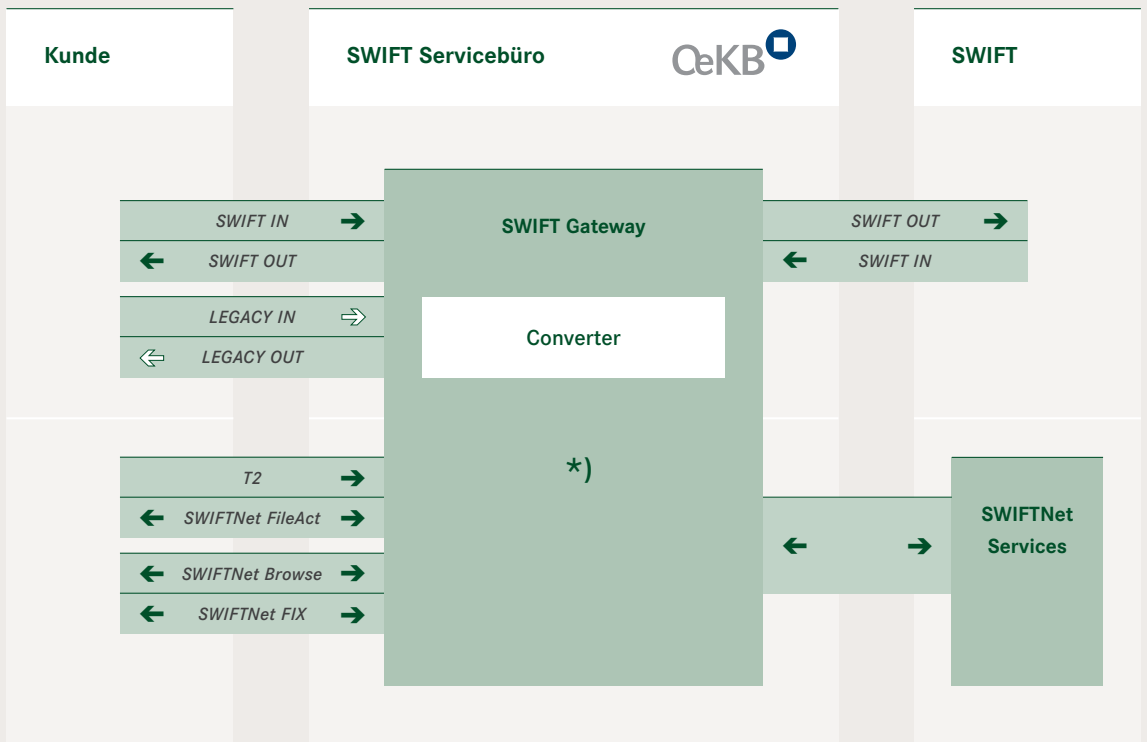 Kunde
SWIFT Servicebüro
OeKB
SWIFT
SWIFT IN
SWIFT OUT
LEGACY IN
LEGACY OUT
SWIFT Gateway
Converter
*)
SWIFT OUT
SWIFT IN
T2
SWIFTNet FileAct
SWIFTNet Browse
SWIFTNet FIX
SWIFTNet
Services